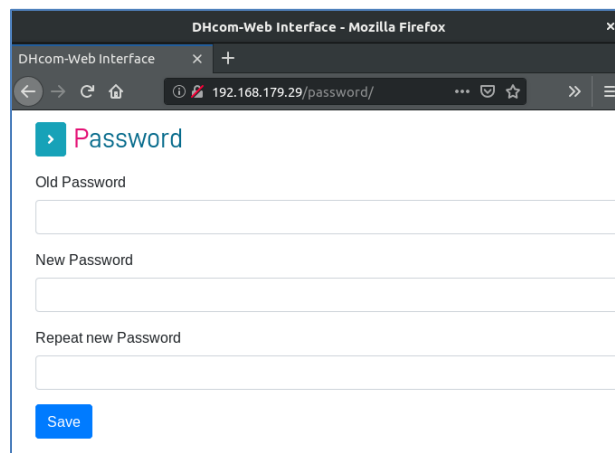 DHcom-Web Interface - Mozilla Firefox
DHcom-Web Interface
192.168.179.29/password/
Password
Old Password
New Password
Repeat new Password
Save